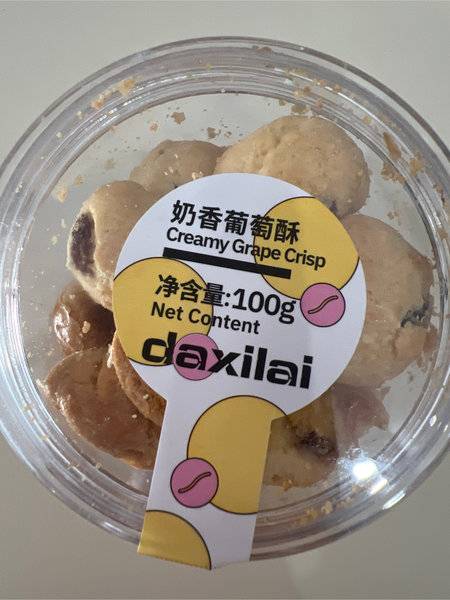 奶香葡萄酥
Creamy Grape Crisp
净含量:100g
Net Content
daxilai